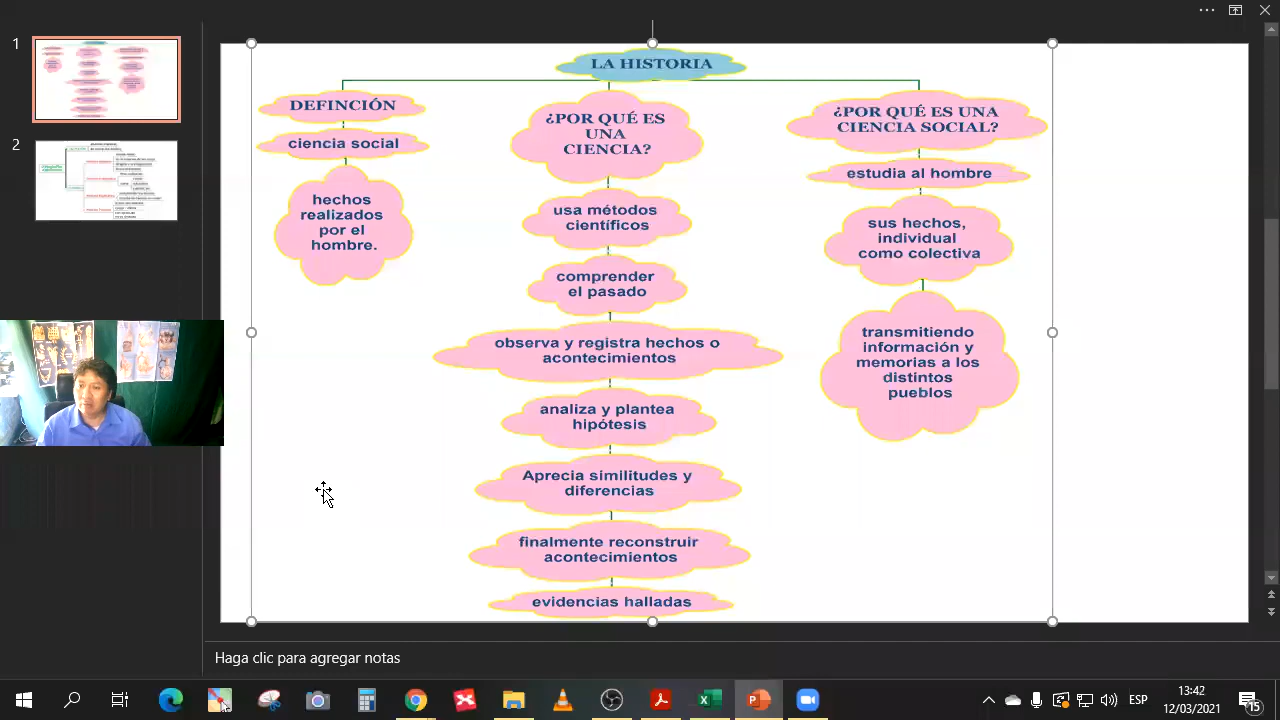 LA HISTORIA
DEFINCIÓN
ciencia social
hechos
realizados
por el
hombre.
¿POR QUÉ ES
UNA
CIENCIA?
usa métodos
científicos
comprender
el pasado
observa y registra hechos o
acontecimientos
analiza y plantea
hipótesis
Aprecia similitudes y
diferencias
finalmente reconstruir
acontecimientos
evidencias halladas
¿POR QUÉ ES UNA
CIENCIA SOCIAL?
estudia al hombre
sus hechos,
individual
como colectiva
transmitiendo
información y
memorias a los
distintos
pueblos
1
Haga clic para agregar notas
ESP
13:42
12/03/2021
15